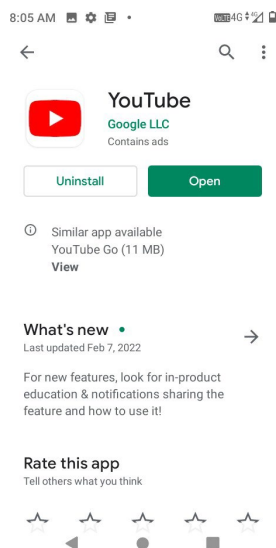 8:05 AM
4G
YouTube
Google LLC
Contains ads
Uninstall
Open
Similar app available
YouTube Go (11 MB)
View
What's new
Last updated Feb 7, 2022
For new features, look for in-product
education & notifications sharing the
feature and how to use it!
Rate this app
Tell others what you think